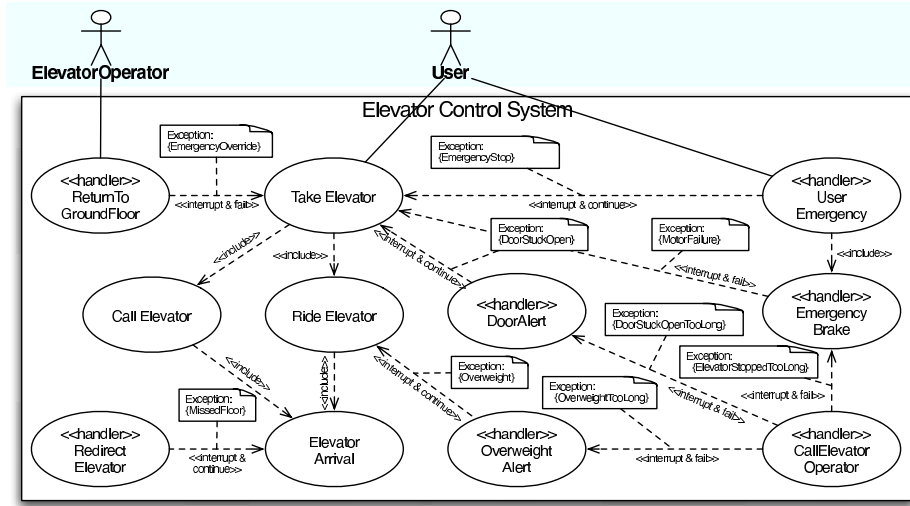 ElevatorOperator
User
Elevator Control System
Exception:
{EmergencyOverride}
Exception:
{EmergencyStop}
<<handler>>
ReturnTo
GroundFloor
<<interrupt & fail>>
Take Elevator
<<interrupt & continue>>
<<handler>>
User
Emergency
Exception:
{DoorStuckOpen}
Exception:
{MotorFailure}
<<include>>
<<include>>
<<interrupt & continue>>
<<interrupt & fail>>
<<include>>
Call Elevator
Ride Elevator
<<handler>>
DoorAlert
<<handler>>
Emergency
Brake
Exception:
{DoorStuckOpenTooLong}
Exception:
{ElevatorStoppedTooLong}
<<include>>
<<include>>
<<interrupt & continue>>
Exception:
{Overweight}
Exception:
{OverweightTooLong}
<<interrupt & fail>>
<<interrupt & fail>>
Exception:
{MissedFloor}
<<handler>>
Redirect
Elevator
<<interrupt &
continue>>
Elevator
Arrival
<<handler>>
Overweight
Alert
<<interrupt & fail>>
<<handler>>
CallElevator
Operator